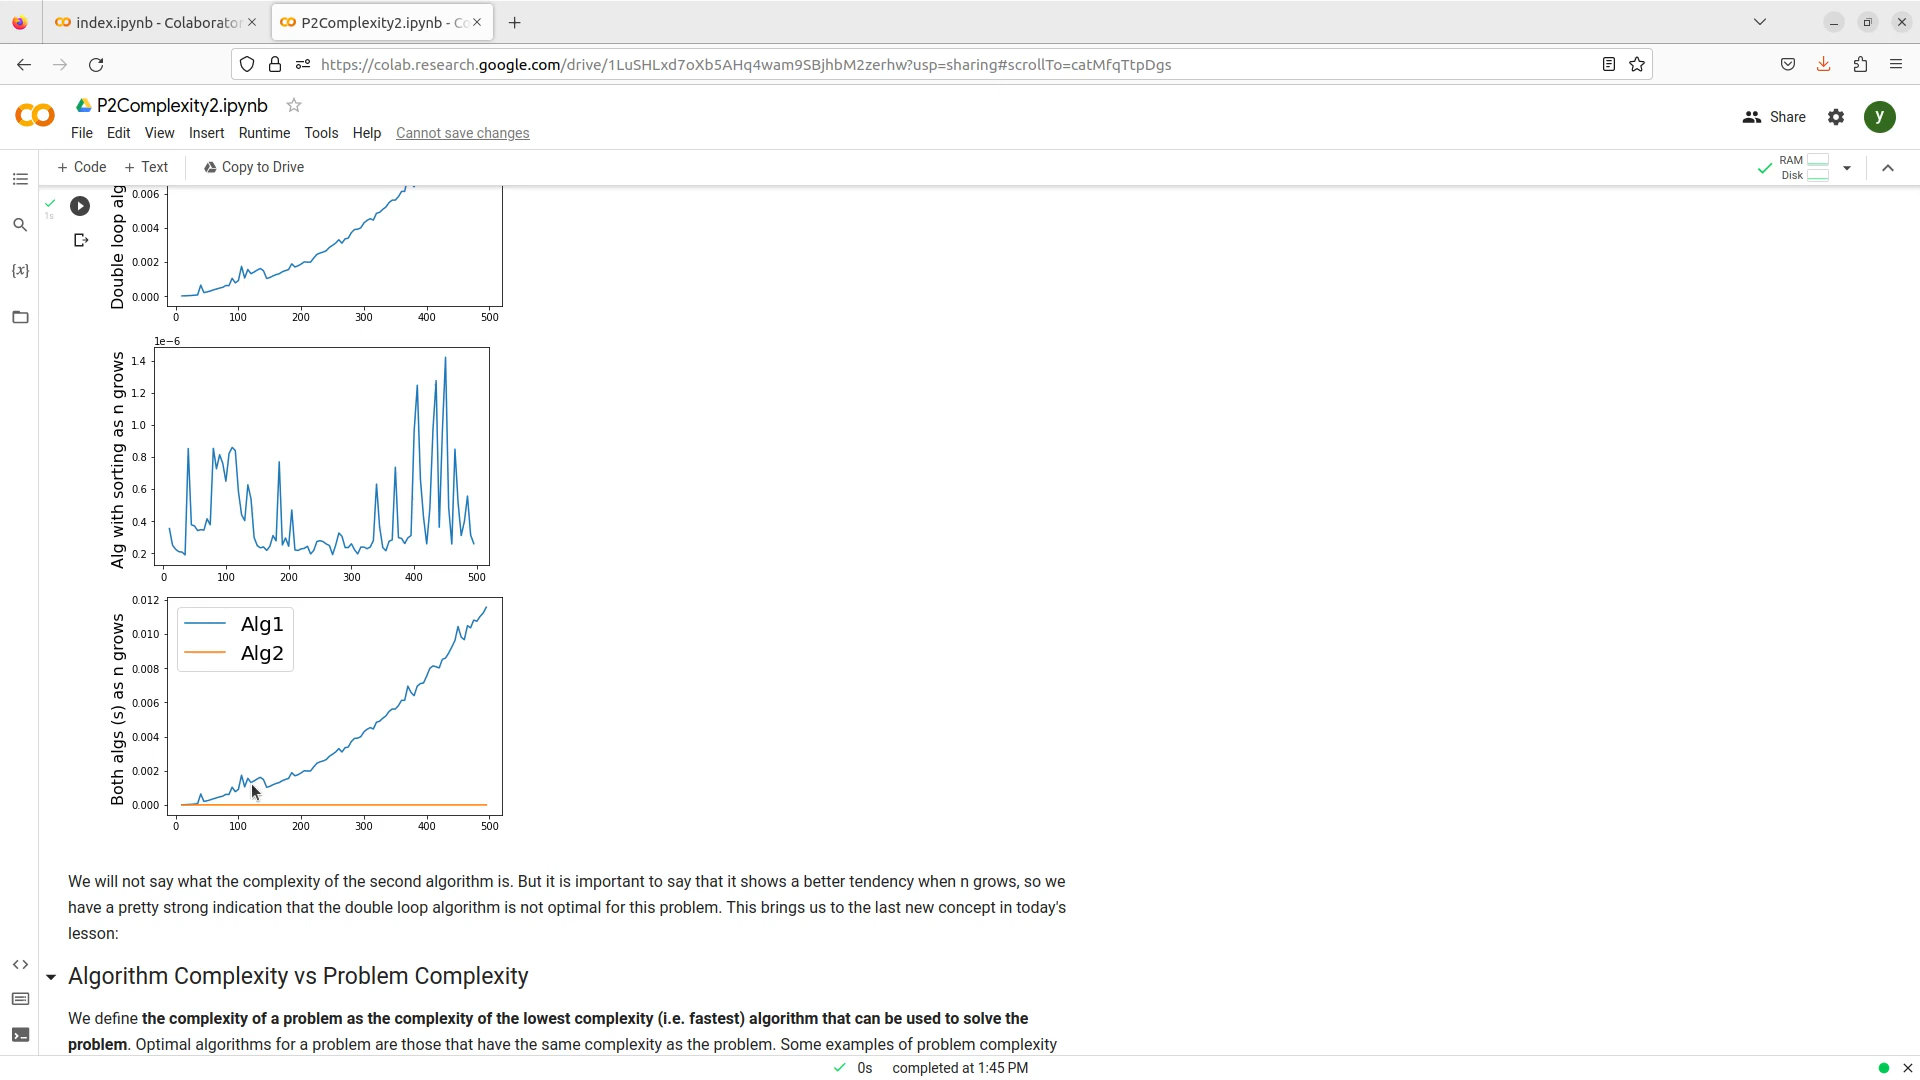 index.ipynb - Colaborator
P2Complexity2.ipynb - Co
https://colab.research.google.com/drive/1LuSHLxd7oXb5AHq4wam9SBjhbM2zerhw?usp=sharing#scrollTo=catMfqTtpDgs
P2Complexity2.ipynb
File Edit View Insert Runtime Tools Help Cannot save changes
Share
y
+ Code + Text Copy to Drive
RAM
Disk
{x}
1s
Double loop alg
0.006
0.004
0.002
0.000
0 100 200 300 400 500
1e−6
Alg with sorting as n grows
1.4
1.2
1.0
0.8
0.6
0.4
0.2
0 100 200 300 400 500
Both algs (s) as n grows
0.012
0.010
0.008
0.006
0.004
0.002
0.000
Alg1
Alg2
0 100 200 300 400 500
We will not say what the complexity of the second algorithm is. But it is important to say that it shows a better tendency when n grows, so we
have a pretty strong indication that the double loop algorithm is not optimal for this problem. This brings us to the last new concept in today's
lesson:
Algorithm Complexity vs Problem Complexity
We define the complexity of a problem as the complexity of the lowest complexity (i.e. fastest) algorithm that can be used to solve the
problem. Optimal algorithms for a problem are those that have the same complexity as the problem. Some examples of problem complexity
0s completed at 1:45 PM